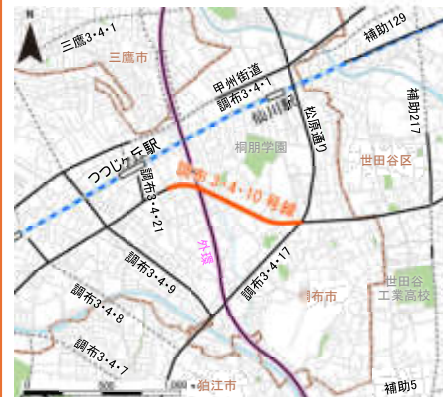 N
補助129
三鷹3・4・1
三鷹市
甲州街道
調布3・4・1
仙川駅
松原通り
補助217
つつじヶ丘駅
桐朋学園
世田谷区
調布3・4・10号線
調布3・4・21
外環
調布3・4・17
調布3・4・9
調布市
世田谷
工業高校
調布3・4・8
調布3・4・7
0
500
1,000
狛江市
補助5